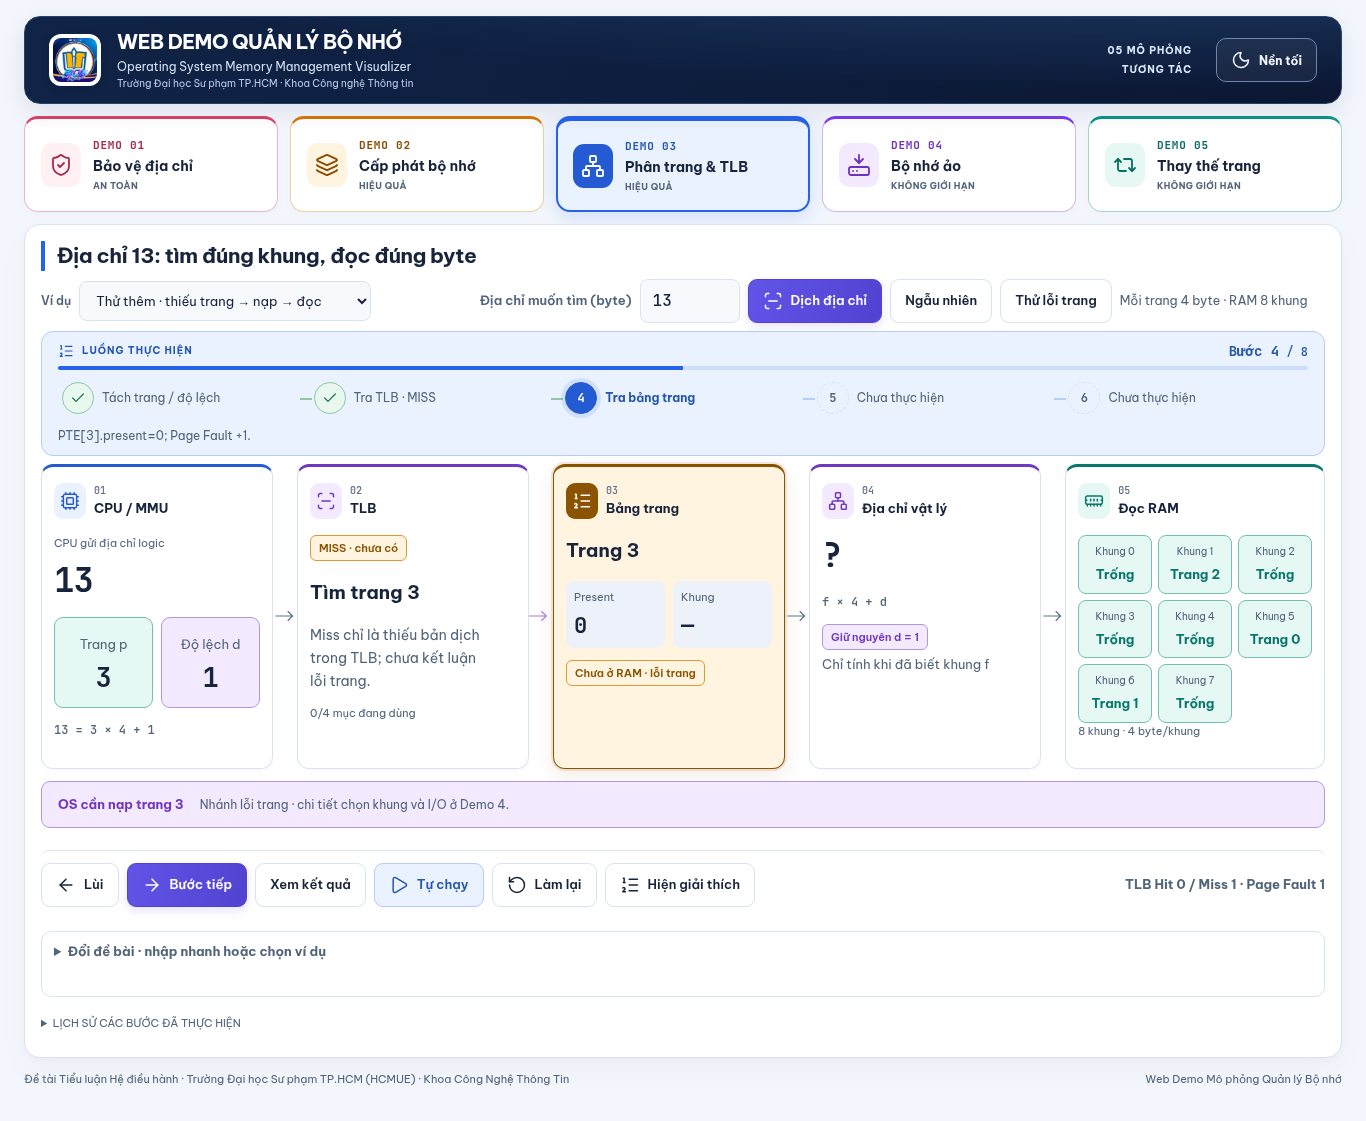 WEB DEMO QUẢN LÝ BỘ NHỚ
Operating System Memory Management Visualizer
Trường Đại học Sư phạm TP.HCM · Khoa Công nghệ Thông tin
05 MÔ PHỎNG
TƯƠNG TÁC
Nền tối
DEMO 01
Bảo vệ địa chỉ
AN TOÀN
DEMO 02
Cấp phát bộ nhớ
HIỆU QUẢ
DEMO 03
Phân trang & TLB
HIỆU QUẢ
DEMO 04
Bộ nhớ ảo
KHÔNG GIỚI HẠN
DEMO 05
Thay thế trang
KHÔNG GIỚI HẠN
Địa chỉ 13: tìm đúng khung, đọc đúng byte
Ví dụ
Thử thêm · thiếu trang → nạp → đọc
Địa chỉ muốn tìm (byte)
13
Dịch địa chỉ
Ngẫu nhiên
Thử lỗi trang
Mỗi trang 4 byte · RAM 8 khung
LUỒNG THỰC HIỆN
Bước 4 / 8
Tách trang / độ lệch
Tra TLB · MISS
4
Tra bảng trang
5
Chưa thực hiện
6
Chưa thực hiện
PTE[3].present=0; Page Fault +1.
01
CPU / MMU
CPU gửi địa chỉ logic
13
Trang p
3
Độ lệch d
1
13 = 3 × 4 + 1
02
TLB
MISS · chưa có
Tìm trang 3
Miss chỉ là thiếu bản dịch
trong TLB; chưa kết luận
lỗi trang.
0/4 mục đang dùng
03
Bảng trang
Trang 3
Present
0
Khung
—
Chưa ở RAM · lỗi trang
04
Địa chỉ vật lý
?
f × 4 + d
Giữ nguyên d = 1
Chỉ tính khi đã biết khung f
05
Đọc RAM
Khung 0
Trống
Khung 1
Trang 2
Khung 2
Trống
Khung 3
Trống
Khung 4
Trống
Khung 5
Trang 0
Khung 6
Trang 1
Khung 7
Trống
8 khung · 4 byte/khung
OS cần nạp trang 3
Nhánh lỗi trang · chi tiết chọn khung và I/O ở Demo 4.
Lùi
Bước tiếp
Xem kết quả
Tự chạy
Làm lại
Hiện giải thích
TLB Hit 0 / Miss 1 · Page Fault 1
Đổi đề bài · nhập nhanh hoặc chọn ví dụ
LỊCH SỬ CÁC BƯỚC ĐÃ THỰC HIỆN
Đề tài Tiểu luận Hệ điều hành · Trường Đại học Sư phạm TP.HCM (HCMUE) · Khoa Công Nghệ Thông Tin
Web Demo Mô phỏng Quản lý Bộ nhớ